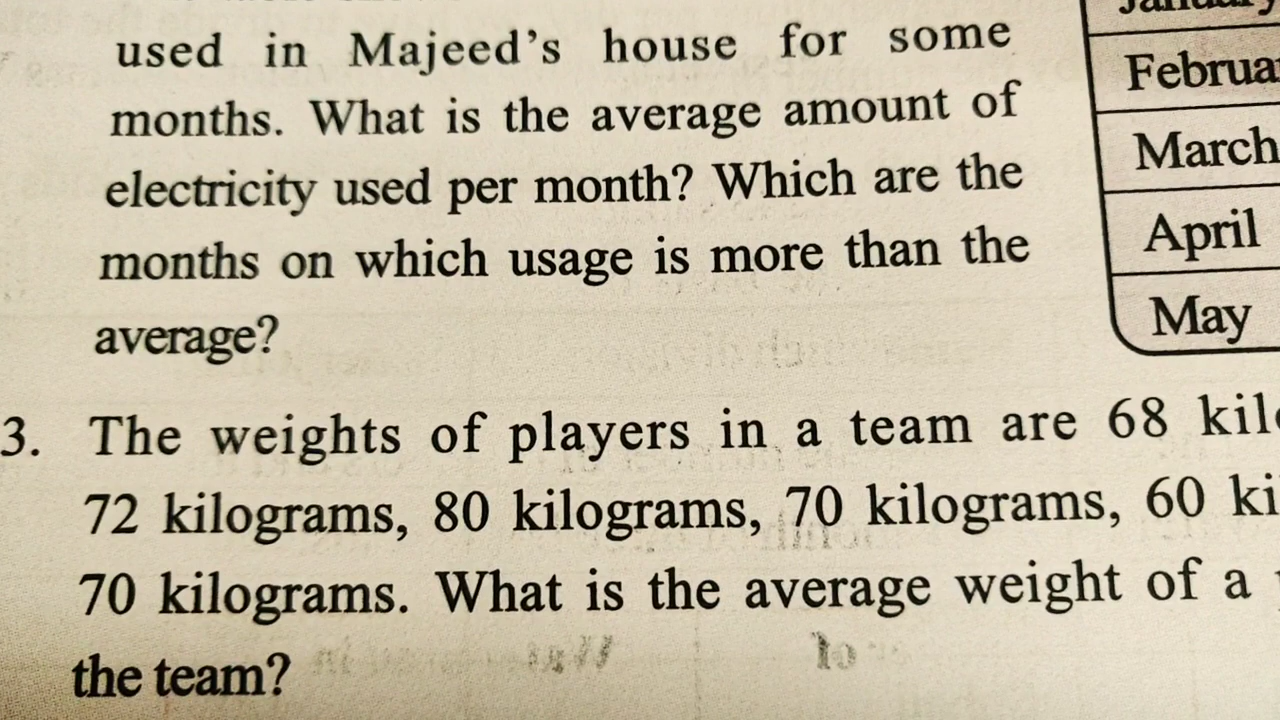 used in Majeed's house for some
months. What is the average amount of
electricity used per month? Which are the
months on which usage is more than the
average?
January
March
April
May
3. The weights of players in a team are 68
72 kilograms, 80 kilograms, 70 kilograms, 60
70 kilograms. What is the average weight of a
the team?